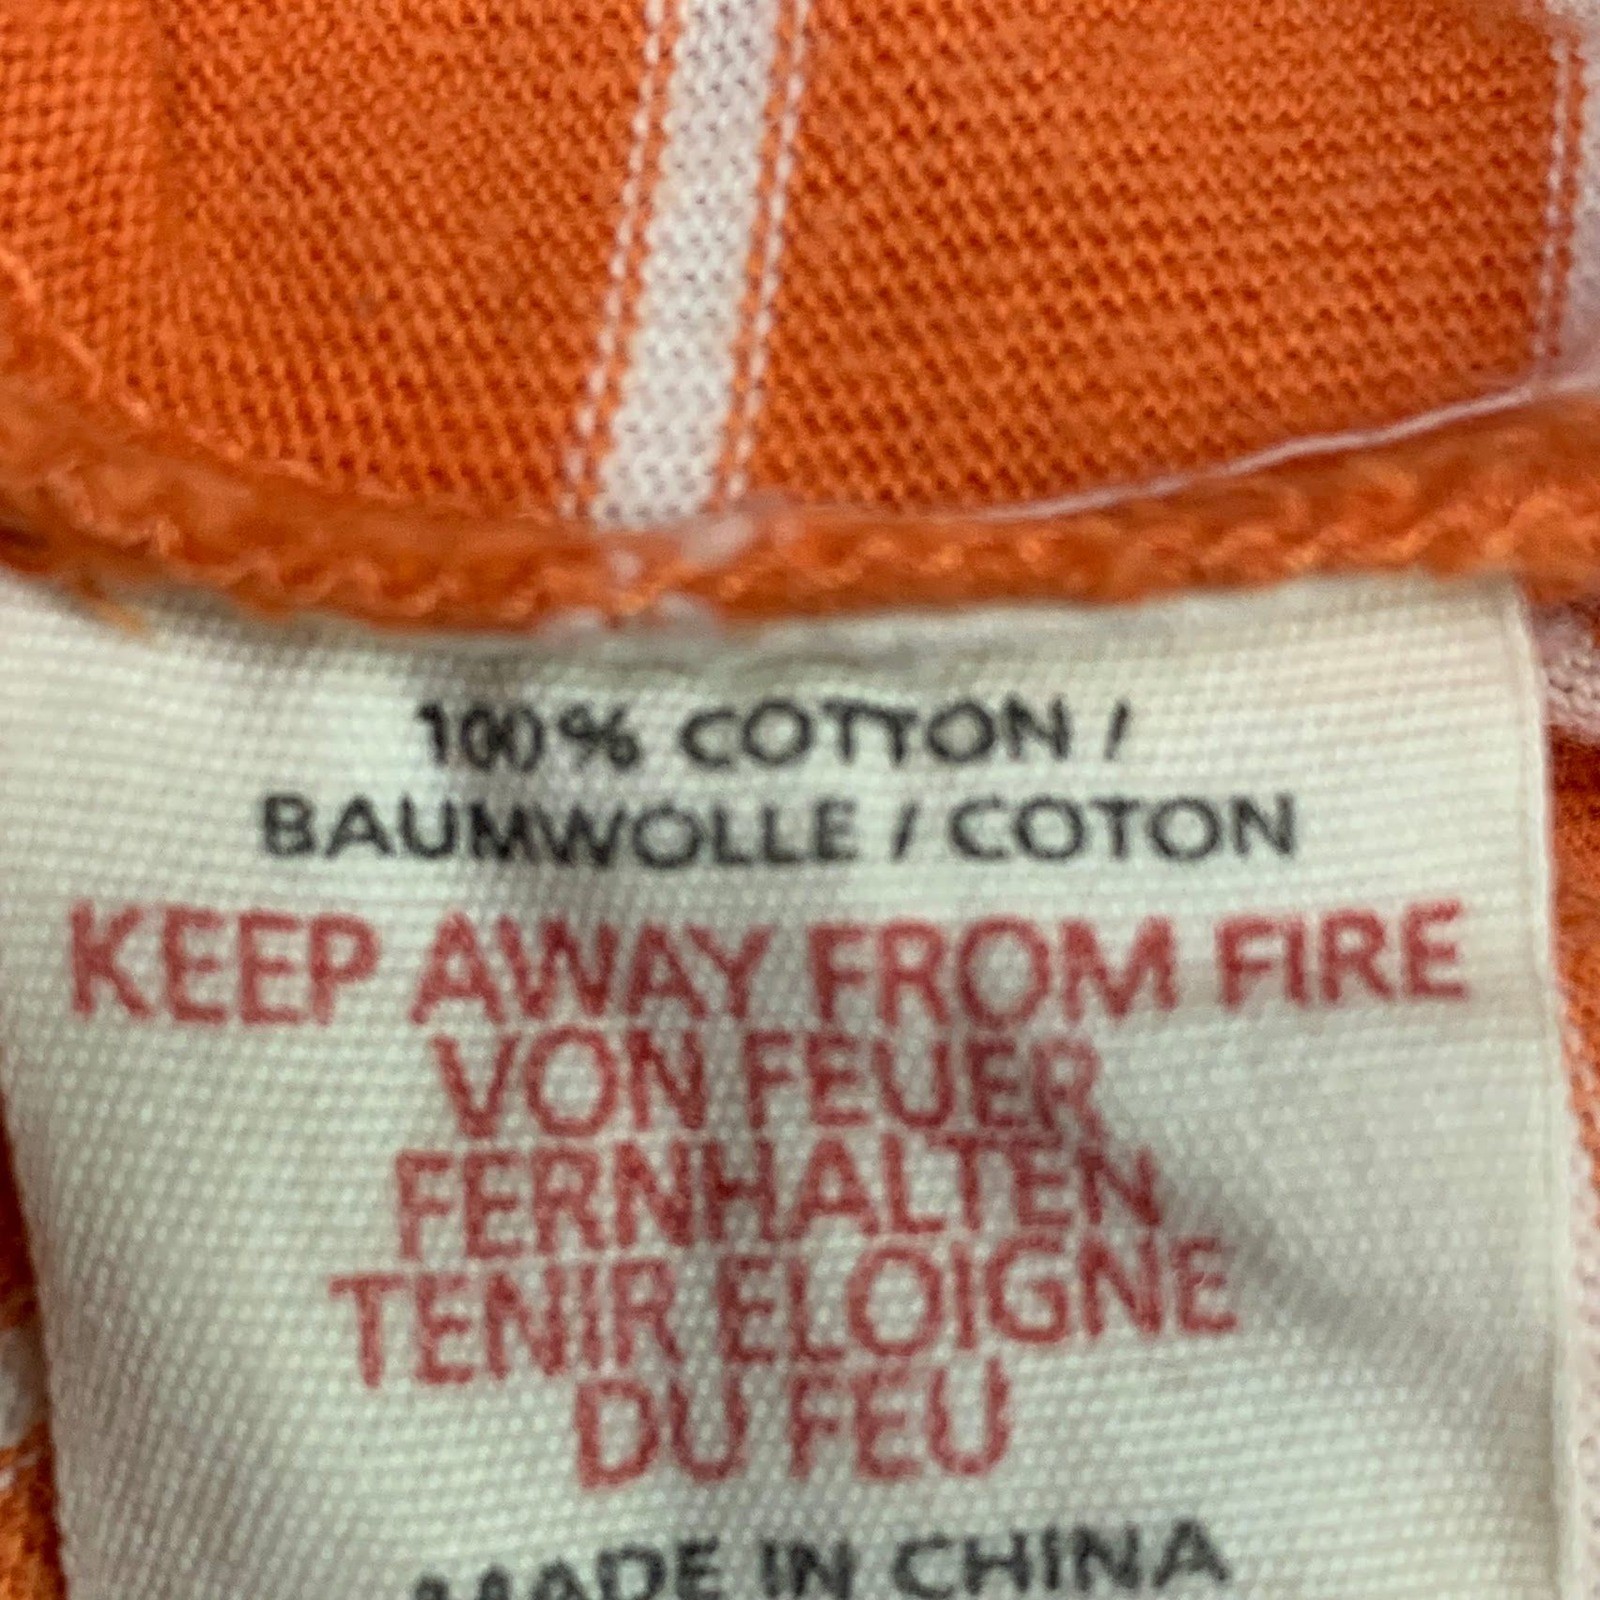 100% COTTON /
BAUMWOLLE / COTON
KEEP AWAY FROM FIRE
VON FEUER
FERNHALTEN
TENIR ELOIGNE
DU FEU
MADE IN CHINA